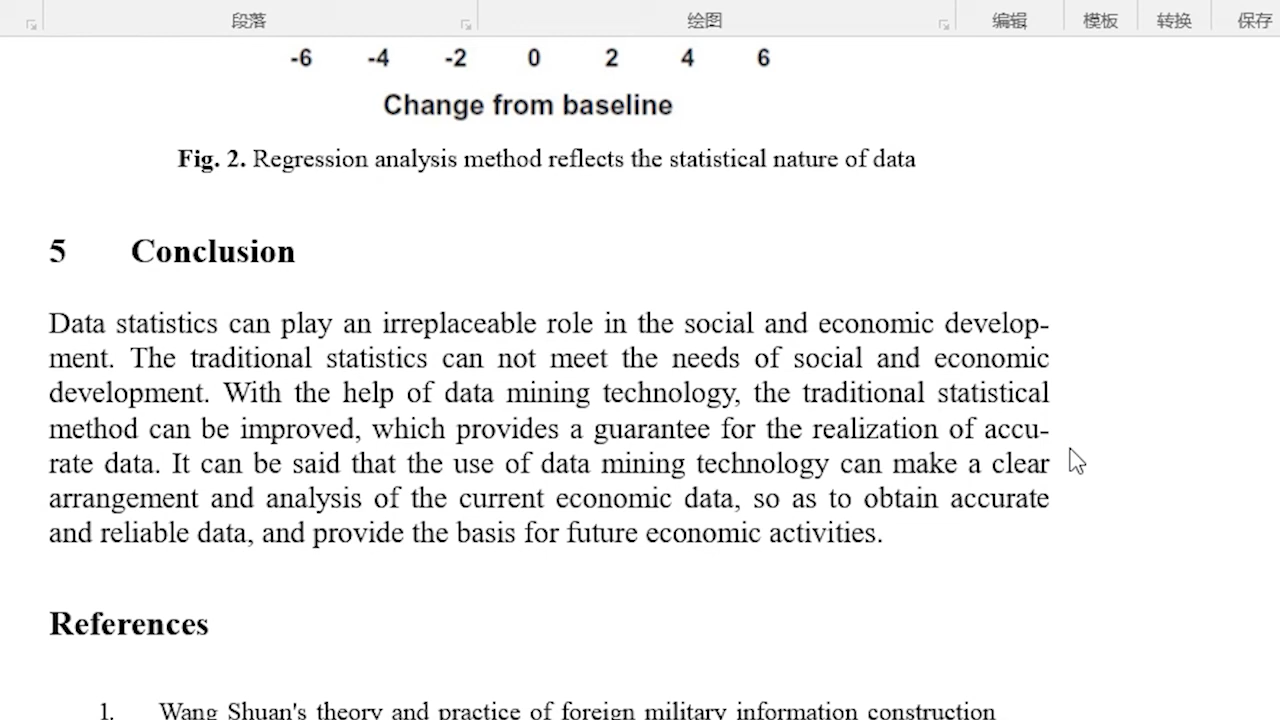 段落 绘图 编辑 模板 转换 保存
-6 -4 -2 0 2 4 6
Change from baseline
Fig. 2. Regression analysis method reflects the statistical nature of data
5 Conclusion
Data statistics can play an irreplaceable role in the social and economic develop-
ment. The traditional statistics can not meet the needs of social and economic
development. With the help of data mining technology, the traditional statistical
method can be improved, which provides a guarantee for the realization of accu-
rate data. It can be said that the use of data mining technology can make a clear
arrangement and analysis of the current economic data, so as to obtain accurate
and reliable data, and provide the basis for future economic activities.
References
1. Wang Shuan's theory and practice of foreign military information construction